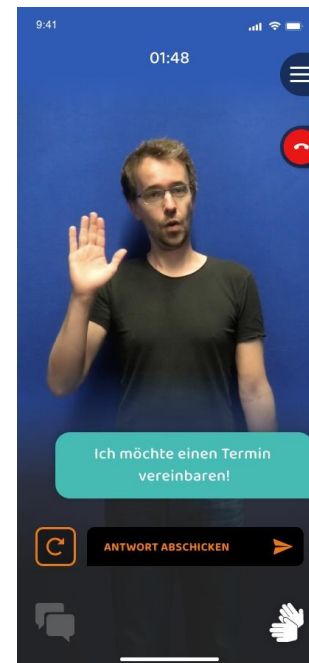 9:41
01:48
Ich möchte einen Termin
vereinbaren!
ANTWORT ABSCHICKEN